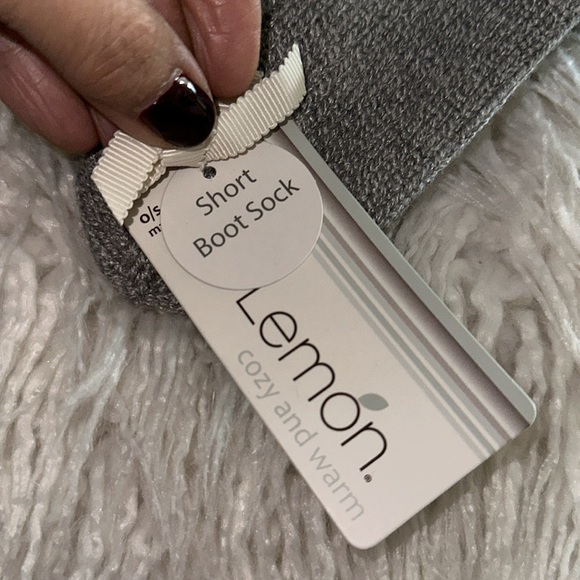 Short
Boot Sock
o/s
Lemon®
cozy and warm